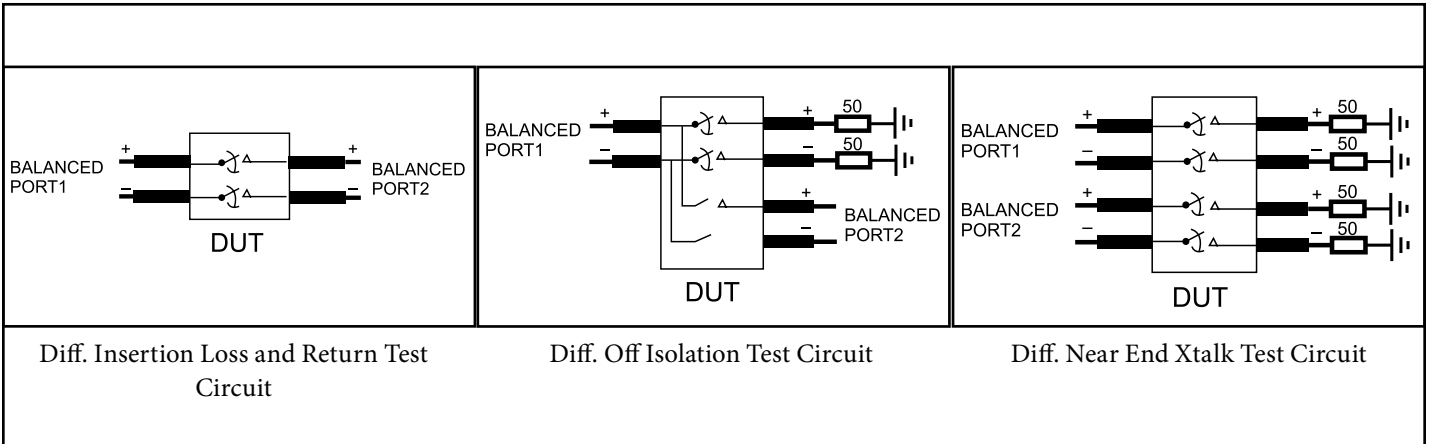 BALANCED
PORT1
+
−
+
−
BALANCED
PORT2
DUT
BALANCED
PORT1
+
−
+
50
−
50
+
−
BALANCED
PORT2
DUT
BALANCED
PORT1
+
−
BALANCED
PORT2
+
−
+
50
−
50
+
50
−
50
DUT
Diff. Insertion Loss and Return Test
Circuit
Diff. Off Isolation Test Circuit
Diff. Near End Xtalk Test Circuit